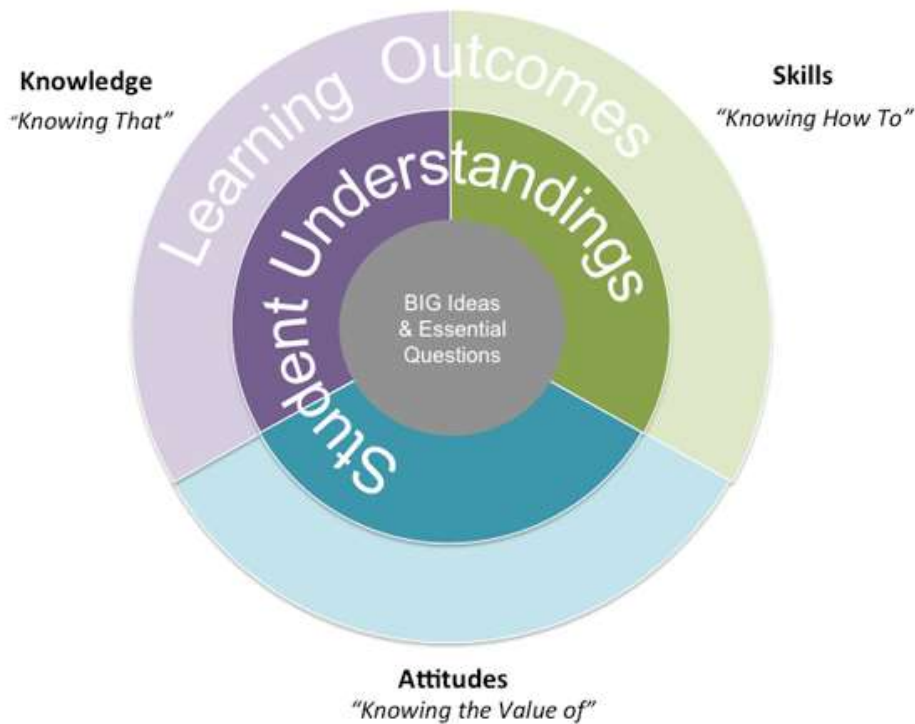 Learning Outcomes
Knowledge
"Knowing That"
Skills
"Knowing How To"
Student Understandings
BIG Ideas
& Essential
Questions
Attitudes
"Knowing the Value of"